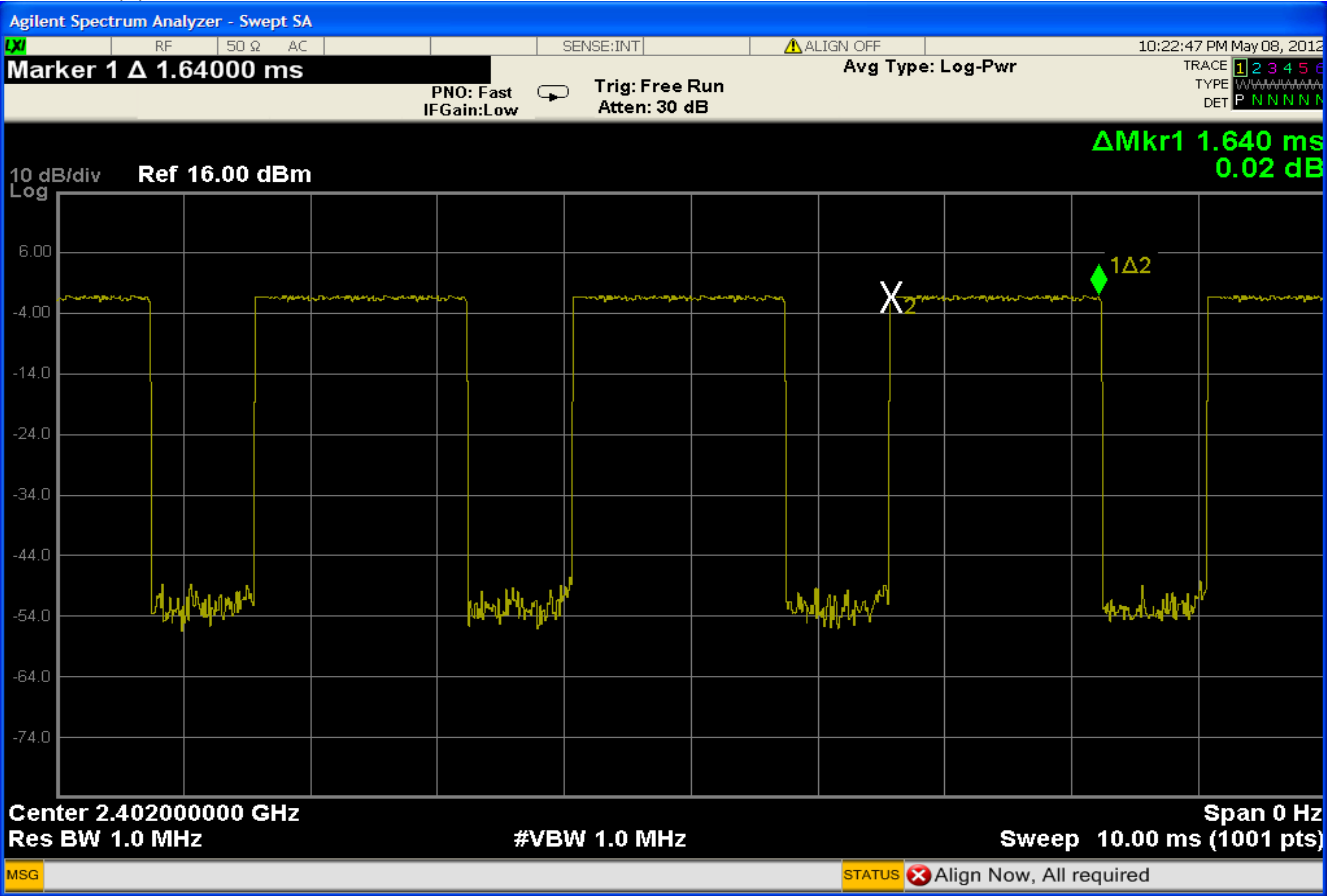 Agilent Spectrum Analyzer - Swept SA
LXI RF 50 Ω AC SENSE:INT ALIGN OFF 10:22:47 PM May 08, 2012
Marker 1 Δ 1.64000 ms
PNO: Fast
IFGain:Low
Trig: Free Run
Atten: 30 dB
Avg Type: Log-Pwr
TRACE 1 2 3 4 5 6
TYPE WWWWWW
DET P N N N N N
ΔMkr1 1.640 ms
0.02 dB
10 dB/div Ref 16.00 dBm
Log
6.00
1Δ2
2
-4.00
-14.0
-24.0
-34.0
-44.0
-54.0
-64.0
-74.0
Center 2.402000000 GHz Span 0 Hz
Res BW 1.0 MHz #VBW 1.0 MHz Sweep 10.00 ms (1001 pts)
MSG STATUS Align Now, All required